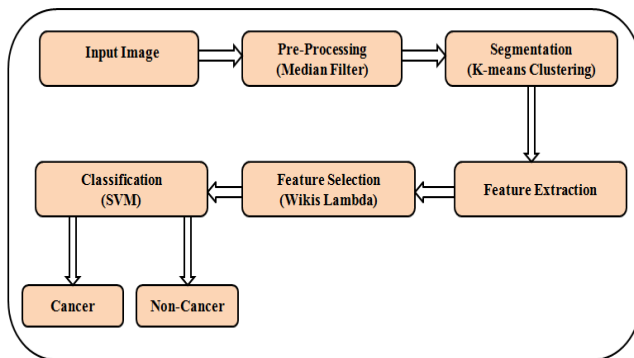 Input Image
Pre-Processing
(Median Filter)
Segmentation
(K-means Clustering)
Classification
(SVM)
Feature Selection
(Wikis Lambda)
Feature Extraction
Cancer
Non-Cancer